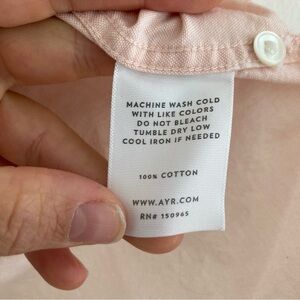 MACHINE WASH COLD
WITH LIKE COLORS
DO NOT BLEACH
TUMBLE DRY LOW
COOL IRON IF NEEDED
100% COTTON
WWW.AYR.COM
RN# 150965